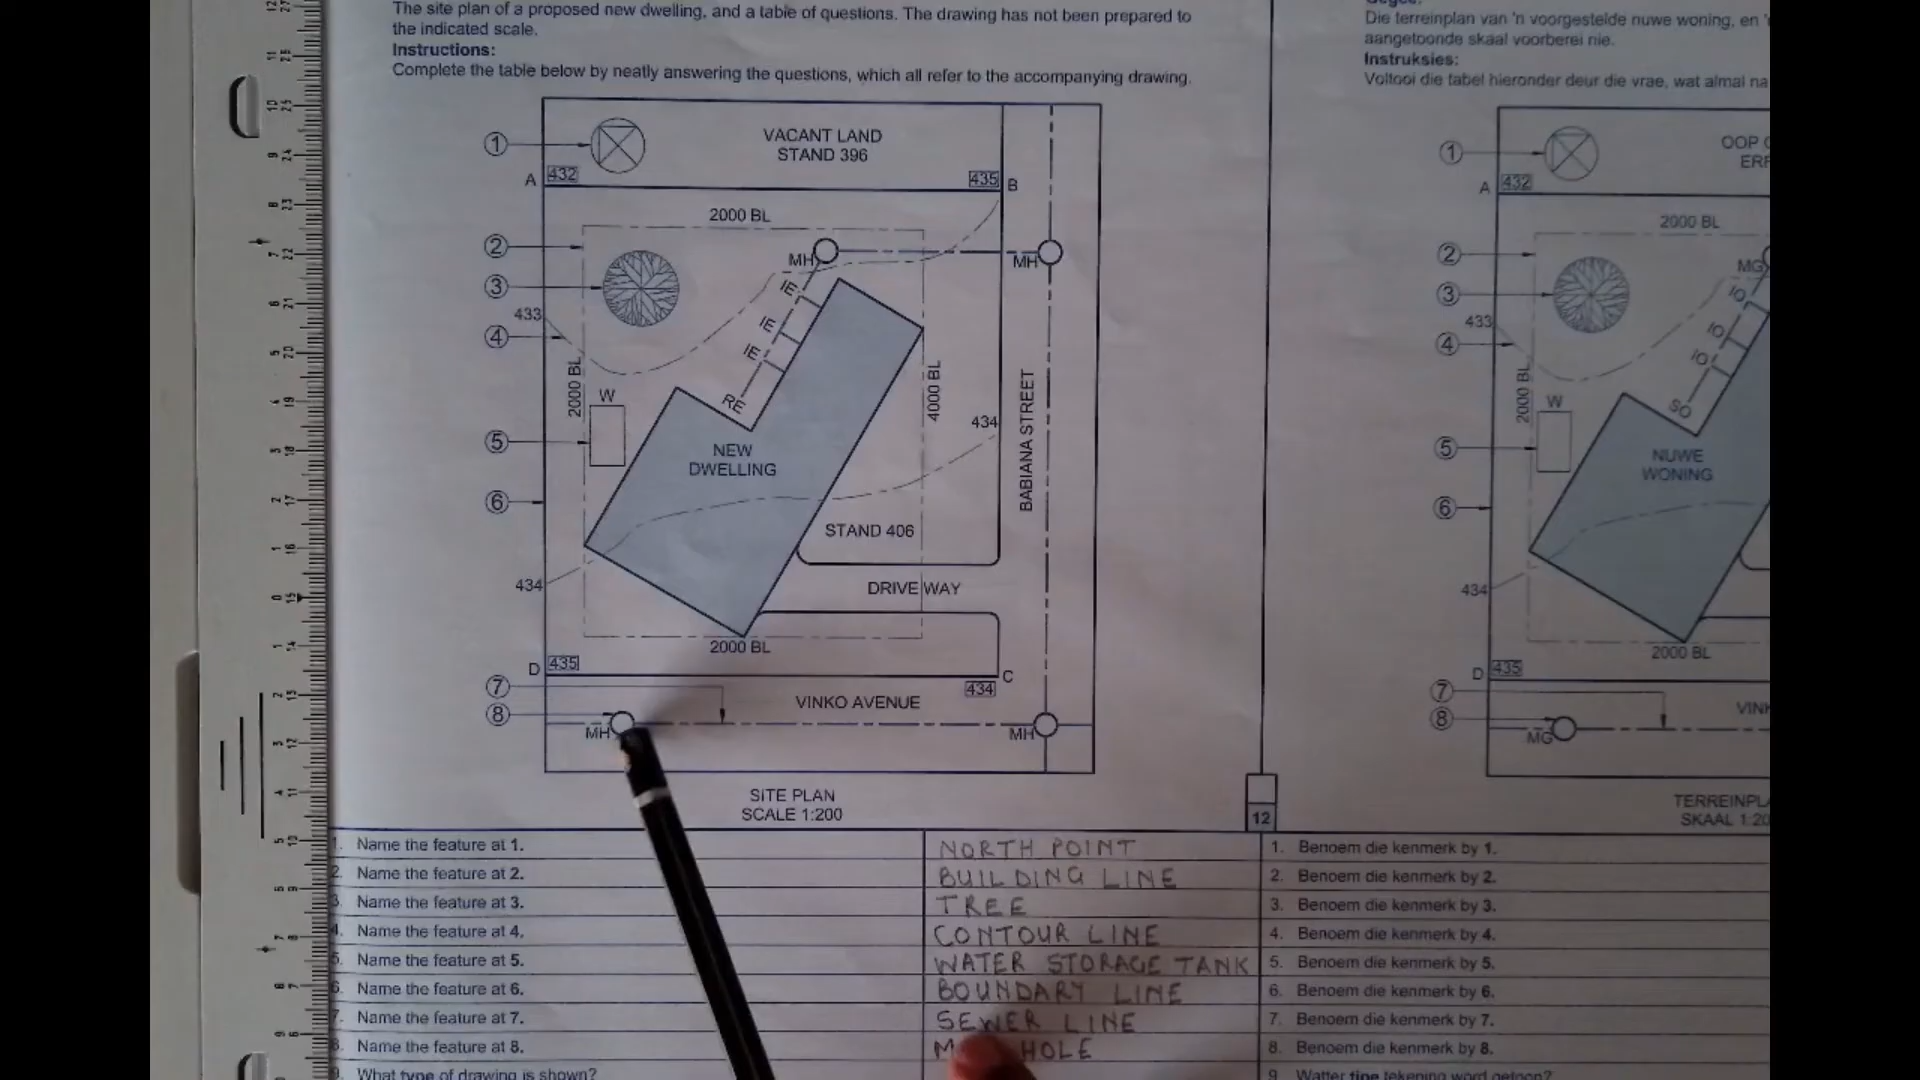 The site plan of a proposed new dwelling, and a table of questions. The drawing has not been prepared to
the indicated scale.
Instructions:
Complete the table below by neatly answering the questions, which all refer to the accompanying drawing.
1
VACANT LAND
STAND 396
A
432
435
B
2000 BL
2
MH
MH
3
IE
433
IE
4
IE
2000 BL
4000 BL
W
RE
434
BABIANA STREET
5
NEW
DWELLING
6
STAND 406
434
DRIVE WAY
2000 BL
D
435
C
434
7
VINKO AVENUE
8
MH
MH
SITE PLAN
SCALE 1:200
12
1. Name the feature at 1. NORTH POINT
2. Name the feature at 2. BUILDING LINE
3. Name the feature at 3. TREE
4. Name the feature at 4. CONTOUR LINE
5. Name the feature at 5. WATER STORAGE TANK
6. Name the feature at 6. BOUNDARY LINE
7. Name the feature at 7. SEWER LINE
8. Name the feature at 8. HOLE
9. What type of drawing is shown?
Die terreinplan van 'n voorgestelde nuwe woning, en
aangetoonde skaal voorberei nie.
Instruksies:
Voltooi die tabel hieronder deur die vrae, wat almal
1
OOP
A
432
2000 BL
2
MG
3
IO
433
IO
4
IO
2000 BL
W
SO
5
NUWE
WONING
6
434
2000 BL
D
435
7
8
MG
SKAAL
1. Benoem die kenmerk by 1.
2. Benoem die kenmerk by 2.
3. Benoem die kenmerk by 3.
4. Benoem die kenmerk by 4.
5. Benoem die kenmerk by 5.
6. Benoem die kenmerk by 6.
7. Benoem die kenmerk by 7.
8. Benoem die kenmerk by 8.
9. Watter tipe tekening word getoon?